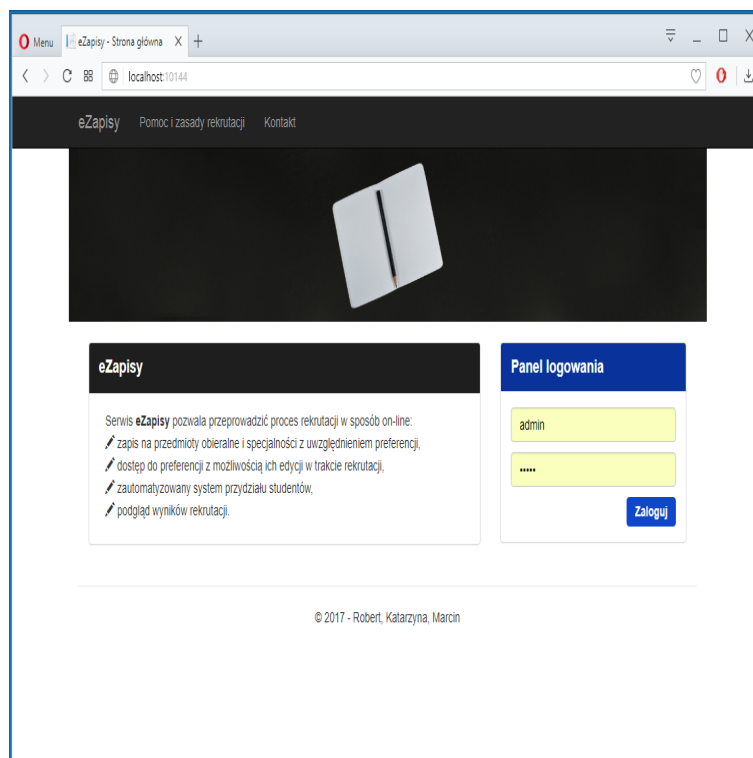 Menu eZapisy - Strona główna
localhost:10144
eZapisy Pomoc i zasady rekrutacji Kontakt
eZapisy
Serwis eZapisy pozwala przeprowadzić proces rekrutacji w sposób on-line:
zapis na przedmioty obieralne i specjalności z uwzględnieniem preferencji,
dostęp do preferencji z możliwością ich edycji w trakcie rekrutacji,
zautomatyzowany system przydziału studentów,
podgląd wyników rekrutacji.
Panel logowania
admin
•••••
Zaloguj
© 2017 - Robert, Katarzyna, Marcin